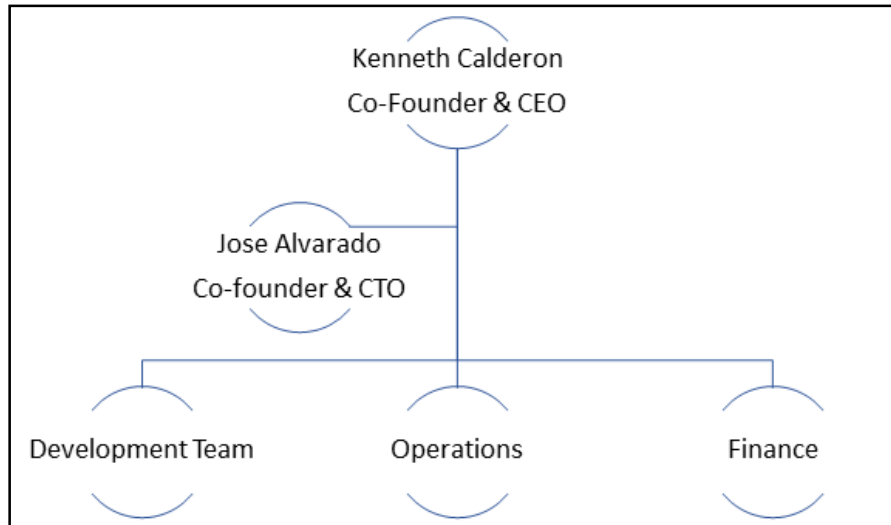 Kenneth Calderon
Co-Founder & CEO
Jose Alvarado
Co-founder & CTO
Development Team
Operations
Finance